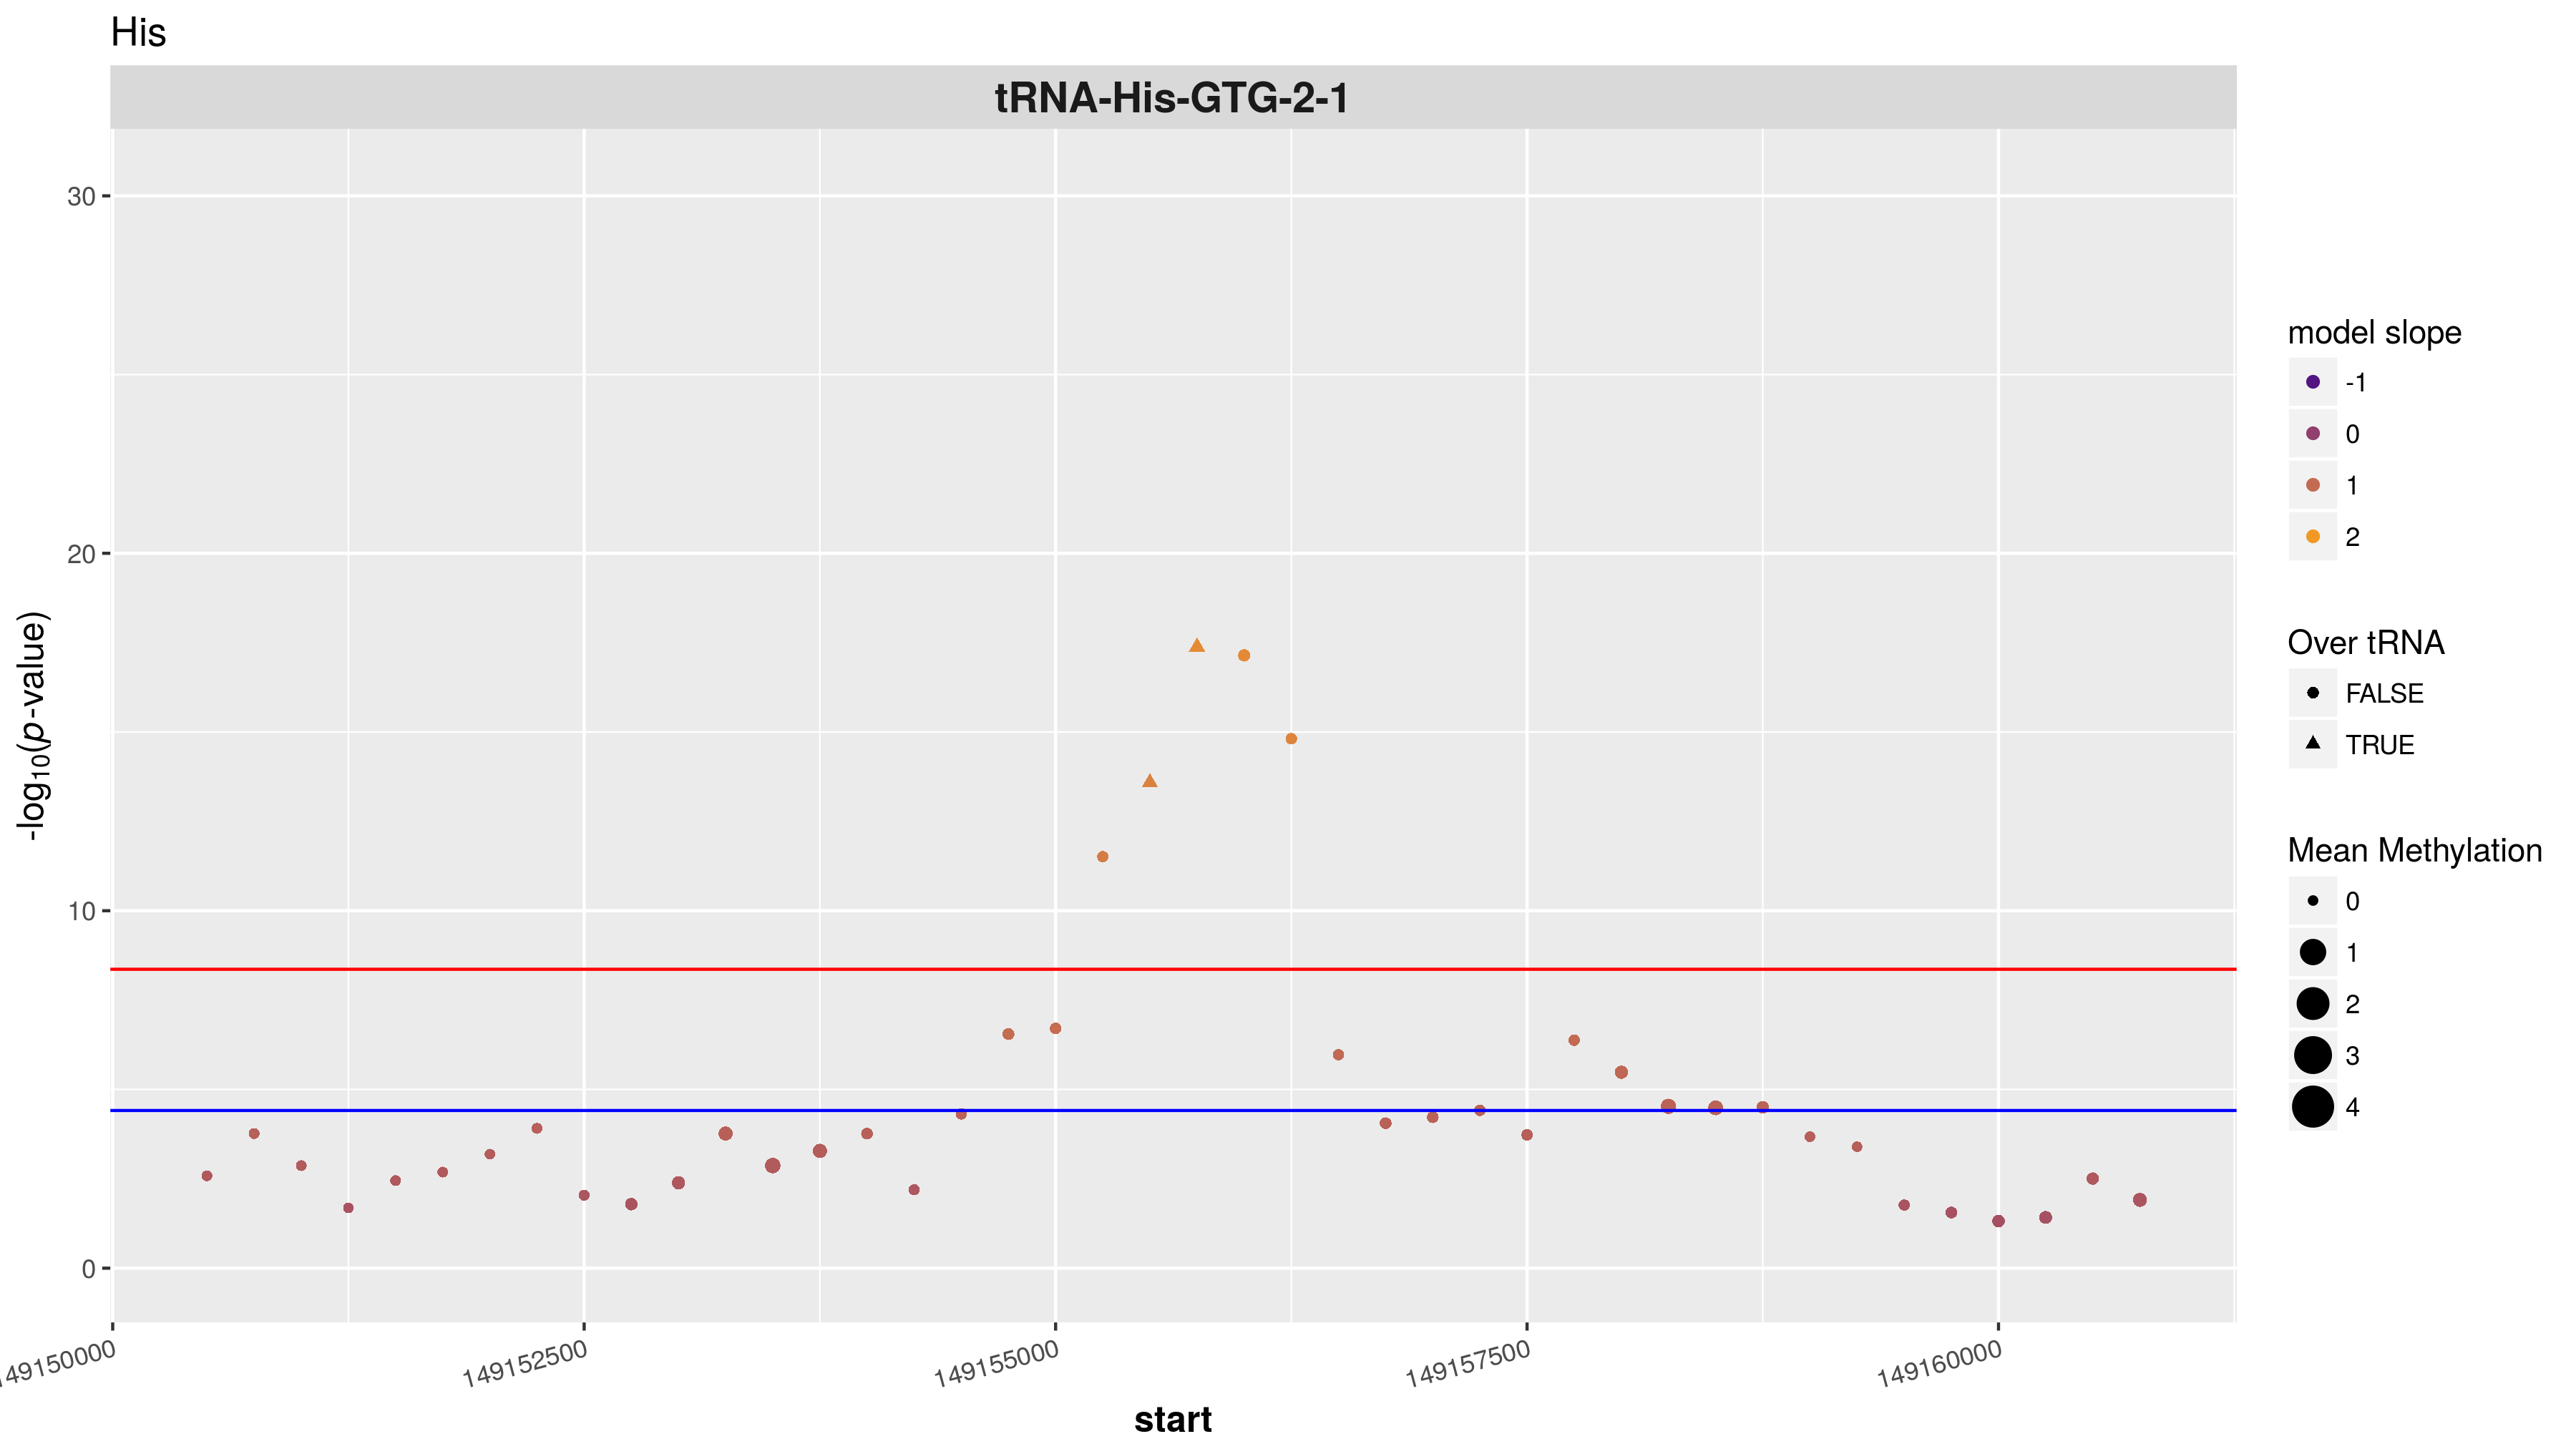 His
tRNA-His-GTG-2-1
30
20
10
0
-log10(p-value)
149150000
149152500
149155000
149157500
149160000
start
model slope
-1
0
1
2
Over tRNA
FALSE
TRUE
Mean Methylation
0
1
2
3
4